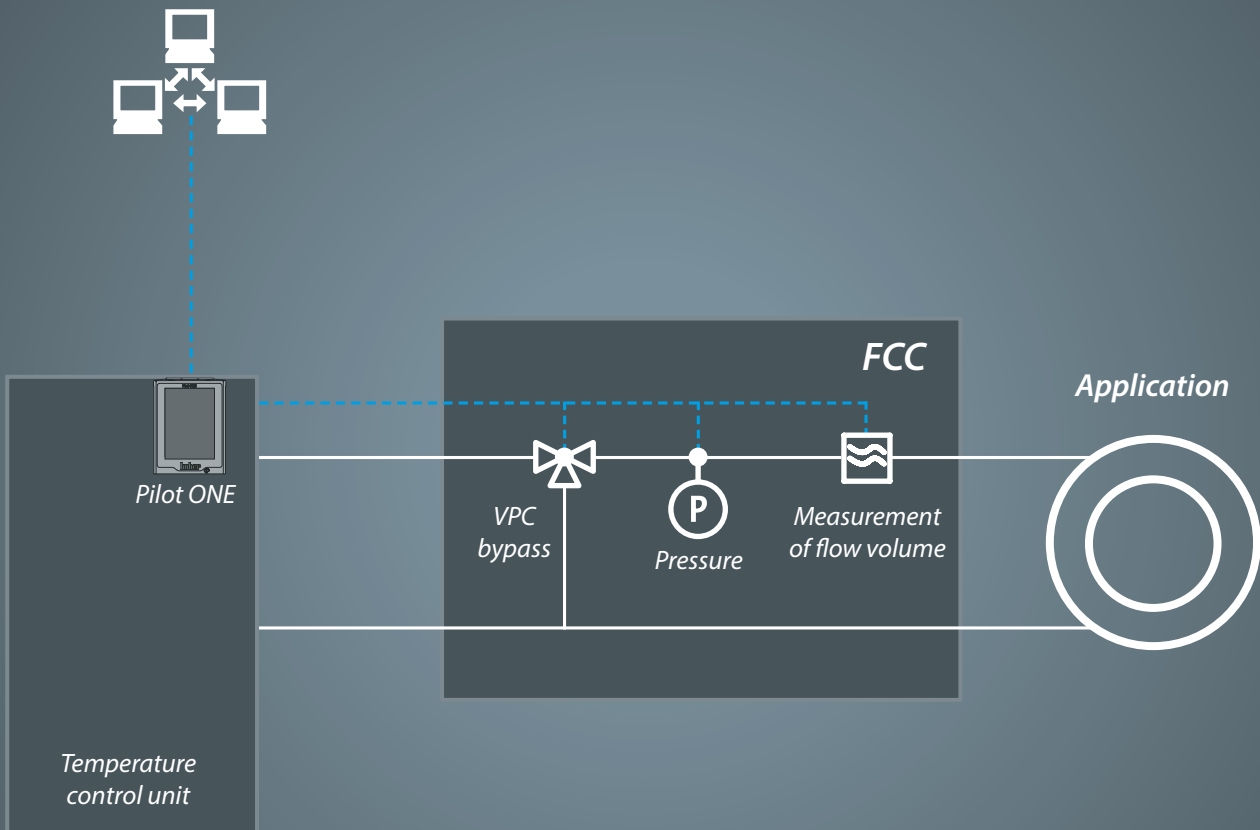 FCC
Application
Pilot ONE
VPC
bypass
P
Pressure
Measurement
of flow volume
Temperature
control unit